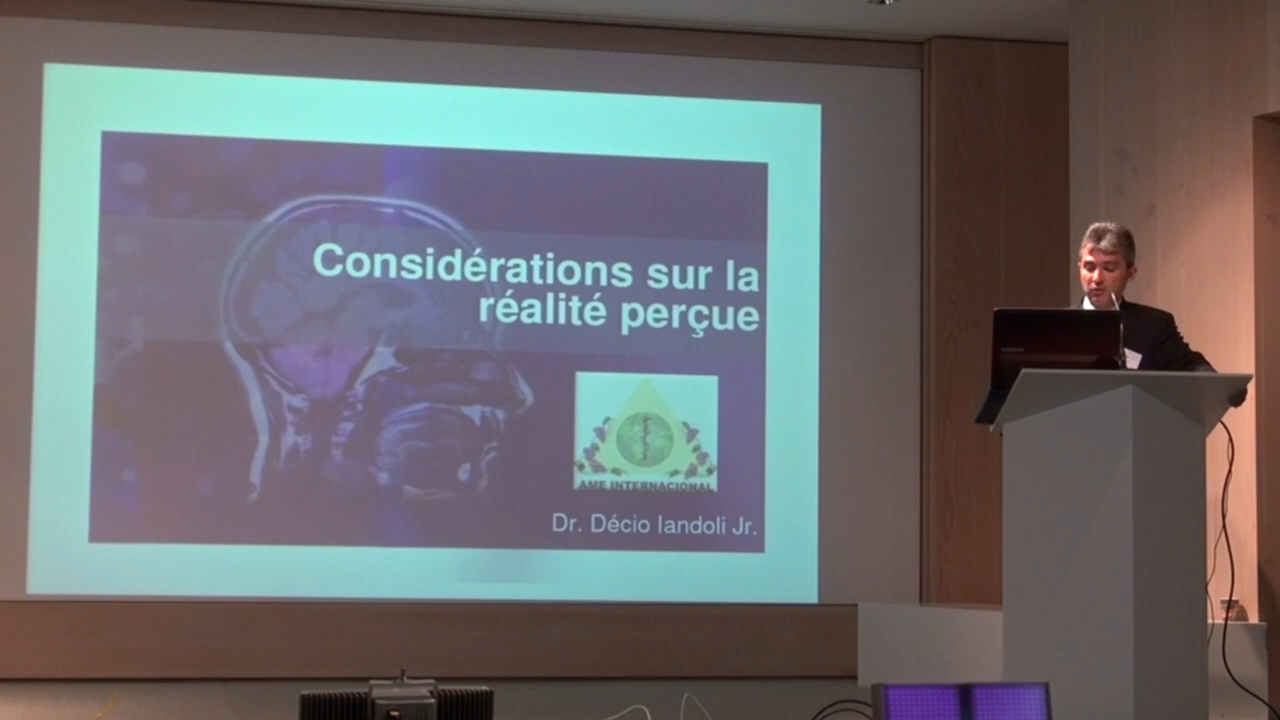 Considérations sur la
réalité perçue
AME INTERNACIONAL
Dr. Décio Iandoli Jr.